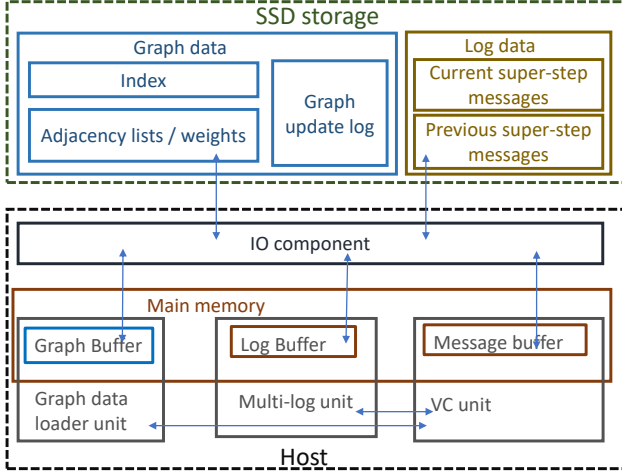 SSD storage
Graph data
Index
Adjacency lists / weights
Graph
update log
Log data
Current super-step
messages
Previous super-step
messages
IO component
Main memory
Graph Buffer
Log Buffer
Message buffer
Graph data
loader unit
Multi-log unit
VC unit
Host